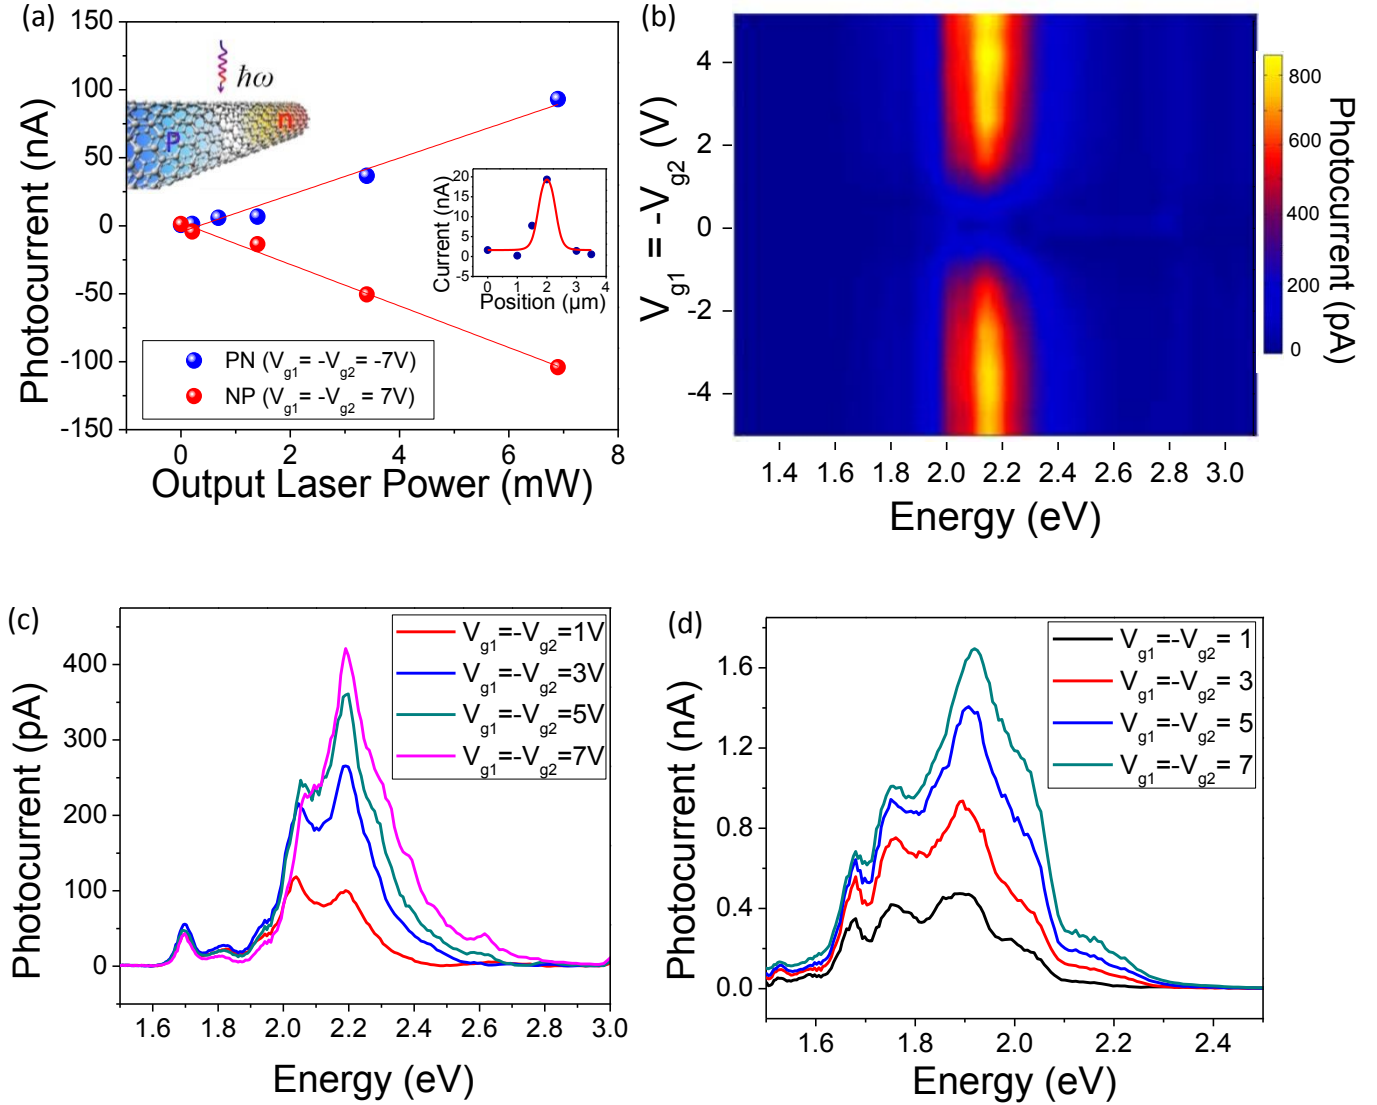 (a)
Photocurrent (nA)
150
100
50
0
-50
-100
-150
ħω
P
n
Current (nA)
20
15
10
5
0
-5
0 1 2 3 4
Position (µm)
PN (Vg1= -Vg2= -7V)
NP (Vg1= -Vg2= 7V)
0 2 4 6 8
Output Laser Power (mW)
(b)
Vg1 = -Vg2 (V)
4
2
0
-2
-4
1.4 1.6 1.8 2.0 2.2 2.4 2.6 2.8 3.0
Energy (eV)
800
600
400
200
0
Photocurrent (pA)
(c)
Photocurrent (pA)
400
300
200
100
0
Vg1=-Vg2=1V
Vg1=-Vg2=3V
Vg1=-Vg2=5V
Vg1=-Vg2=7V
1.6 1.8 2.0 2.2 2.4 2.6 2.8 3.0
Energy (eV)
(d)
Photocurrent (nA)
1.6
1.2
0.8
0.4
0.0
Vg1=-Vg2= 1
Vg1=-Vg2= 3
Vg1=-Vg2= 5
Vg1=-Vg2= 7
1.6 1.8 2.0 2.2 2.4
Energy (eV)